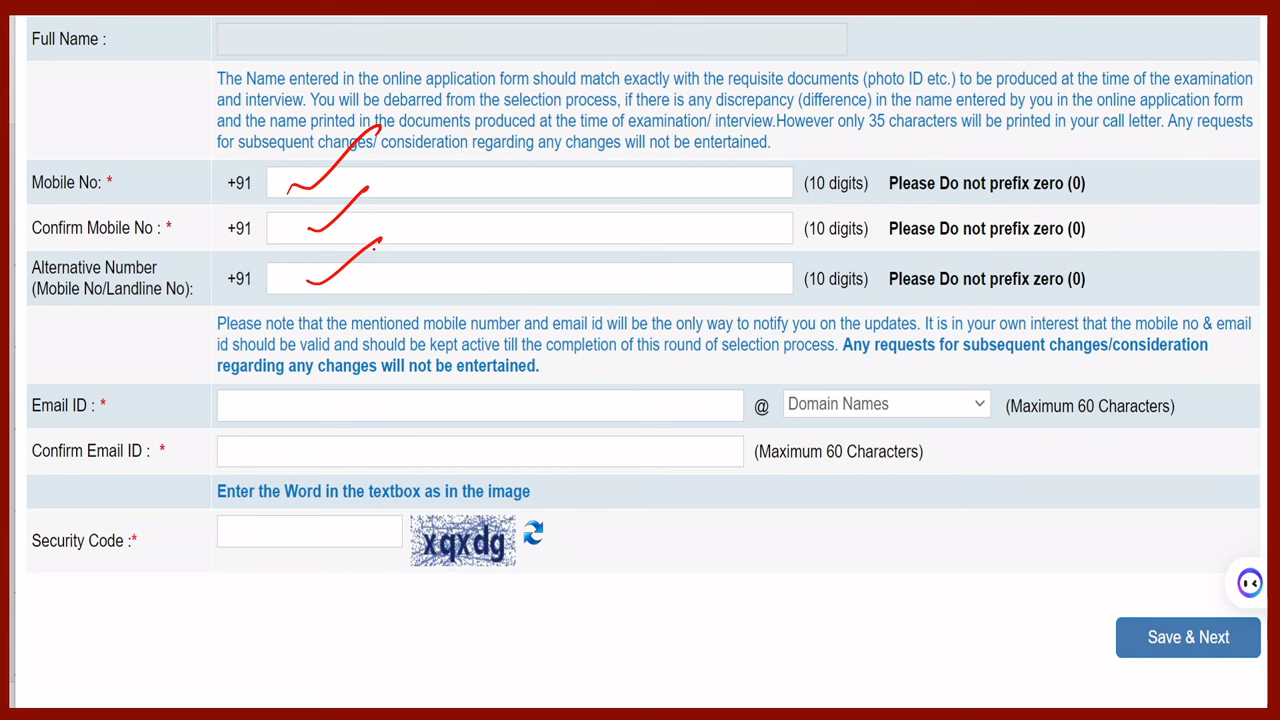 Full Name :
The Name entered in the online application form should match exactly with the requisite documents (photo ID etc.) to be produced at the time of the examination
and interview. You will be debarred from the selection process, if there is any discrepancy (difference) in the name entered by you in the online application form
and the name printed in the documents produced at the time of examination/ interview.However only 35 characters will be printed in your call letter. Any requests
for subsequent changes/ consideration regarding any changes will not be entertained.
Mobile No: * +91 (10 digits) Please Do not prefix zero (0)
Confirm Mobile No : * +91 (10 digits) Please Do not prefix zero (0)
Alternative Number
(Mobile No/Landline No): +91 (10 digits) Please Do not prefix zero (0)
Please note that the mentioned mobile number and email id will be the only way to notify you on the updates. It is in your own interest that the mobile no & email
id should be valid and should be kept active till the completion of this round of selection process. Any requests for subsequent changes/consideration
regarding any changes will not be entertained.
Email ID : * @ Domain Names (Maximum 60 Characters)
Confirm Email ID : * (Maximum 60 Characters)
Enter the Word in the textbox as in the image
Security Code :* xqxdg
Save & Next